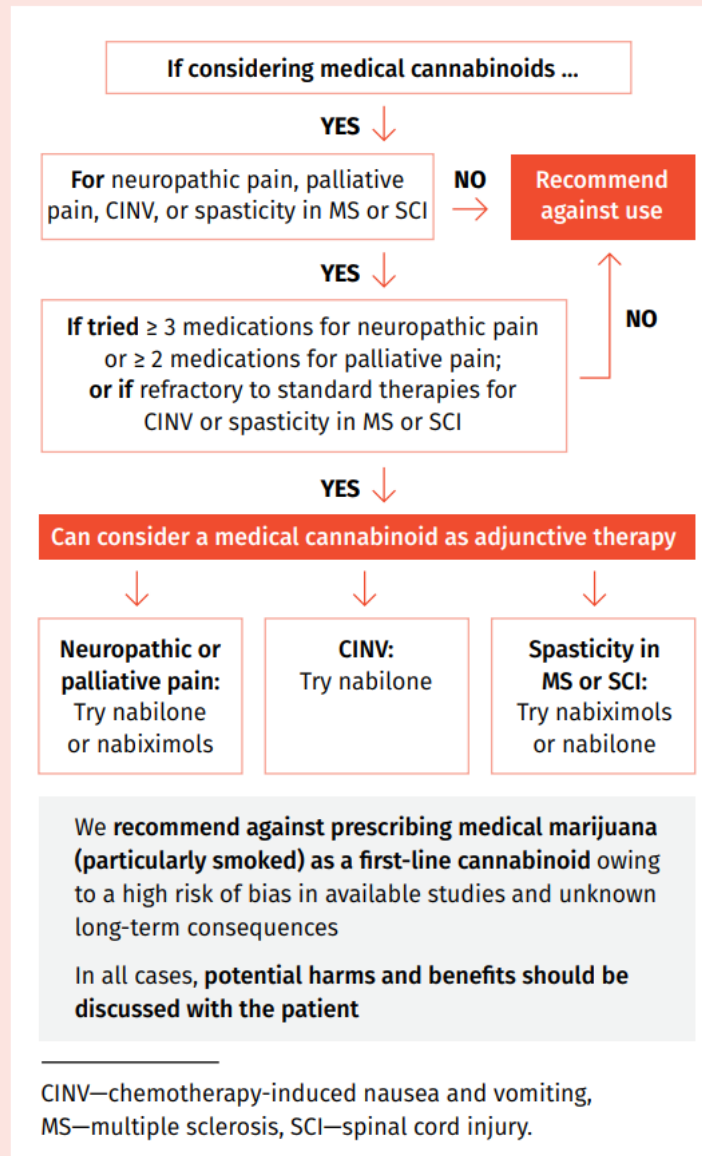 If considering medical cannabinoids ...
YES
For neuropathic pain, palliative
pain, CINV, or spasticity in MS or SCI
NO
Recommend
against use
YES
If tried ≥ 3 medications for neuropathic pain
or ≥ 2 medications for palliative pain;
or if refractory to standard therapies for
CINV or spasticity in MS or SCI
NO
YES
Can consider a medical cannabinoid as adjunctive therapy
Neuropathic or
palliative pain:
Try nabilone
or nabiximols
CINV:
Try nabilone
Spasticity in
MS or SCI:
Try nabiximols
or nabilone
We recommend against prescribing medical marijuana
(particularly smoked) as a first-line cannabinoid owing
to a high risk of bias in available studies and unknown
long-term consequences
In all cases, potential harms and benefits should be
discussed with the patient
CINV—chemotherapy-induced nausea and vomiting,
MS—multiple sclerosis, SCI—spinal cord injury.